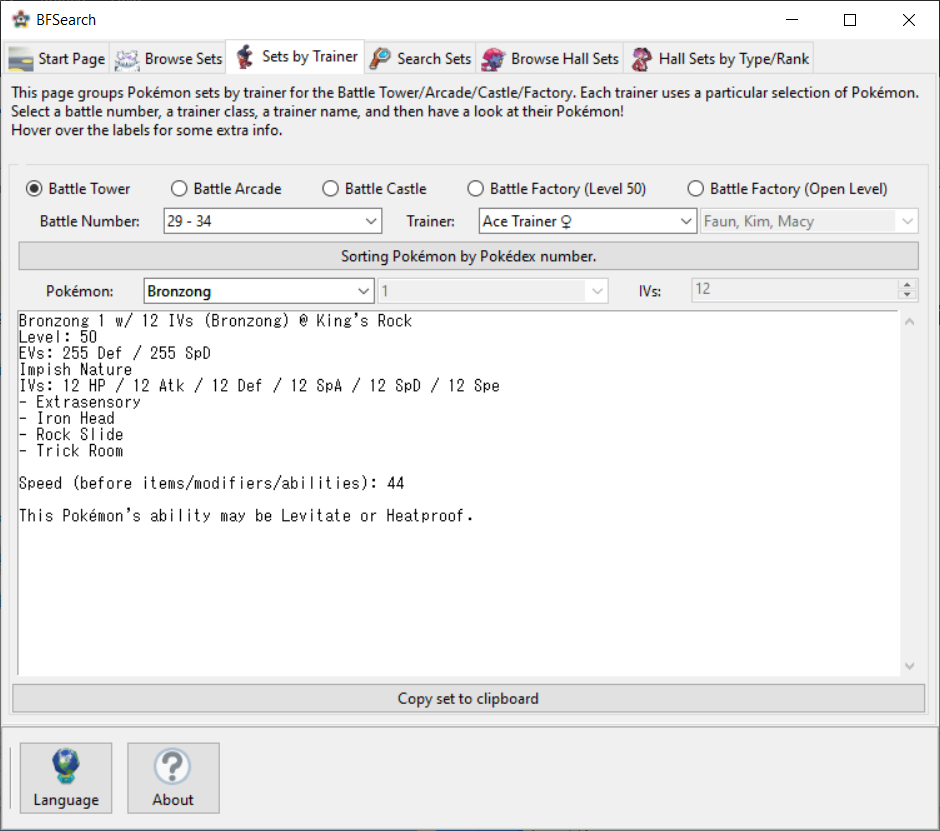 BFSearch
Start Page Browse Sets Sets by Trainer Search Sets Browse Hall Sets Hall Sets by Type/Rank
This page groups Pokémon sets by trainer for the Battle Tower/Arcade/Castle/Factory. Each trainer uses a particular selection of Pokémon.
Select a battle number, a trainer class, a trainer name, and then have a look at their Pokémon!
Hover over the labels for some extra info.
Battle Tower Battle Arcade Battle Castle Battle Factory (Level 50) Battle Factory (Open Level)
Battle Number: 29 - 34 Trainer: Ace Trainer ♀ Faun, Kim, Macy
Sorting Pokémon by Pokédex number.
Pokémon: Bronzong 1 IVs: 12
Bronzong 1 w/ 12 IVs (Bronzong) @ King's Rock
Level: 50
EVs: 255 Def / 255 SpD
Impish Nature
IVs: 12 HP / 12 Atk / 12 Def / 12 SpA / 12 SpD / 12 Spe
- Extrasensory
- Iron Head
- Rock Slide
- Trick Room
Speed (before items/modifiers/abilities): 44
This Pokémon's ability may be Levitate or Heatproof.
Copy set to clipboard
Language About